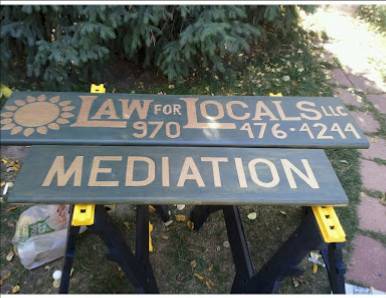 LAW FOR LOCALS LLC
970 476-4244
MEDIATION